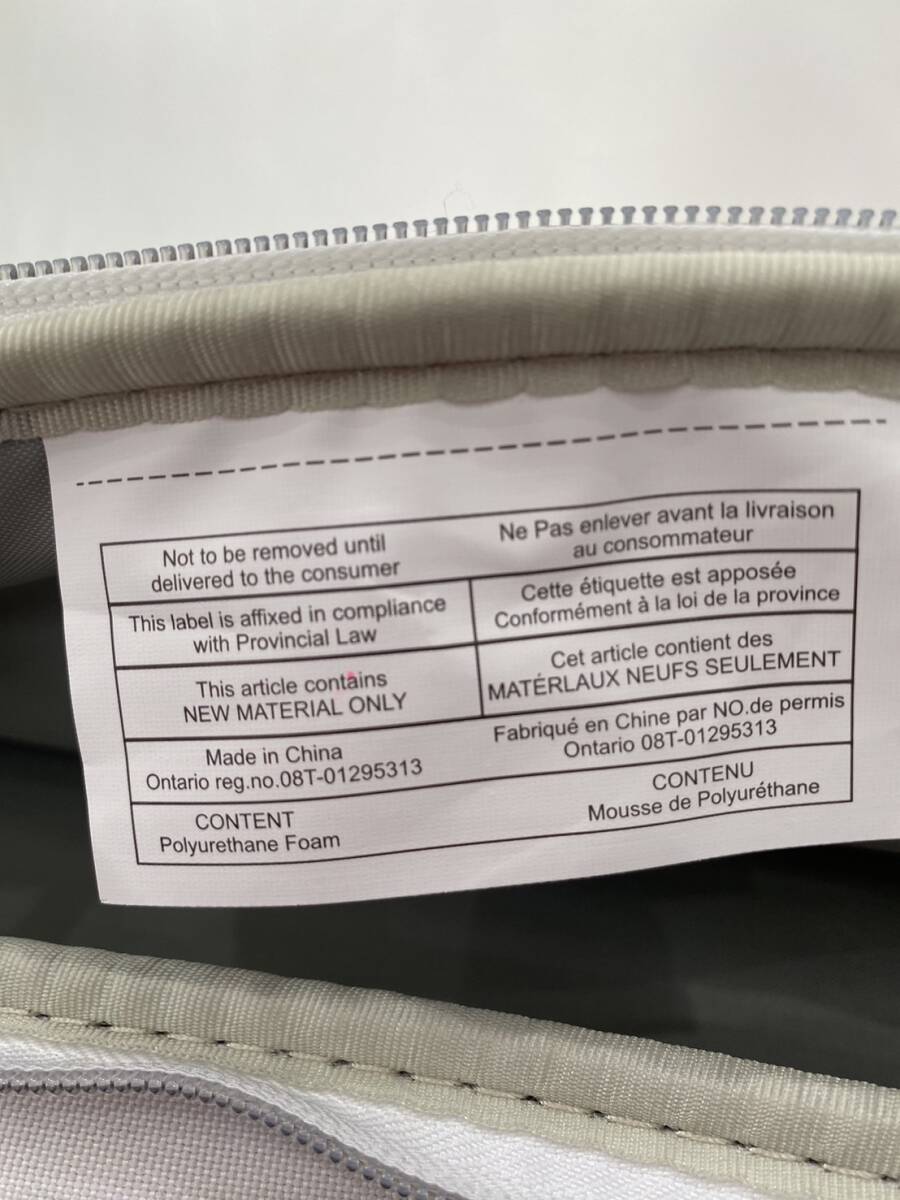 Not to be removed until
delivered to the consumer
Ne Pas enlever avant la livraison
au consommateur
This label is affixed in compliance
with Provincial Law
Cette étiquette est apposée
Conformément à la loi de la province
This article contains
NEW MATERIAL ONLY
Cet article contient des
MATÉRLAUX NEUFS SEULEMENT
Made in China
Ontario reg.no.08T-01295313
Fabriqué en Chine par NO.de permis
Ontario 08T-01295313
CONTENT
Polyurethane Foam
CONTENU
Mousse de Polyuréthane